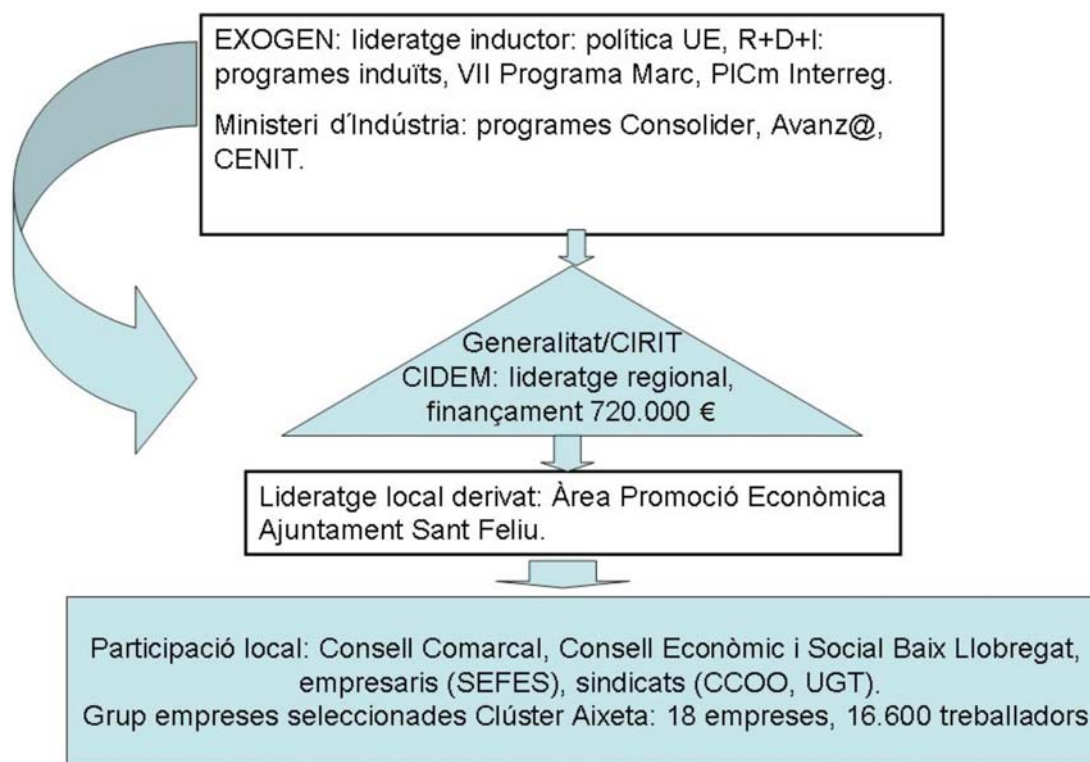 EXOGEN: lideratge inductor: política UE, R+D+I:
programes induïts, VII Programa Marc, PICm Interreg.
Ministeri d´Indústria: programes Consolider, Avanz@,
CENIT.
Generalitat/CIRIT
CIDEM: lideratge regional,
finançament 720.000 €
Lideratge local derivat: Àrea Promoció Econòmica
Ajuntament Sant Feliu.
Participació local: Consell Comarcal, Consell Econòmic i Social Baix Llobregat,
empresaris (SEFES), sindicats (CCOO, UGT).
Grup empreses seleccionades Clúster Aixeta: 18 empreses, 16.600 treballadors